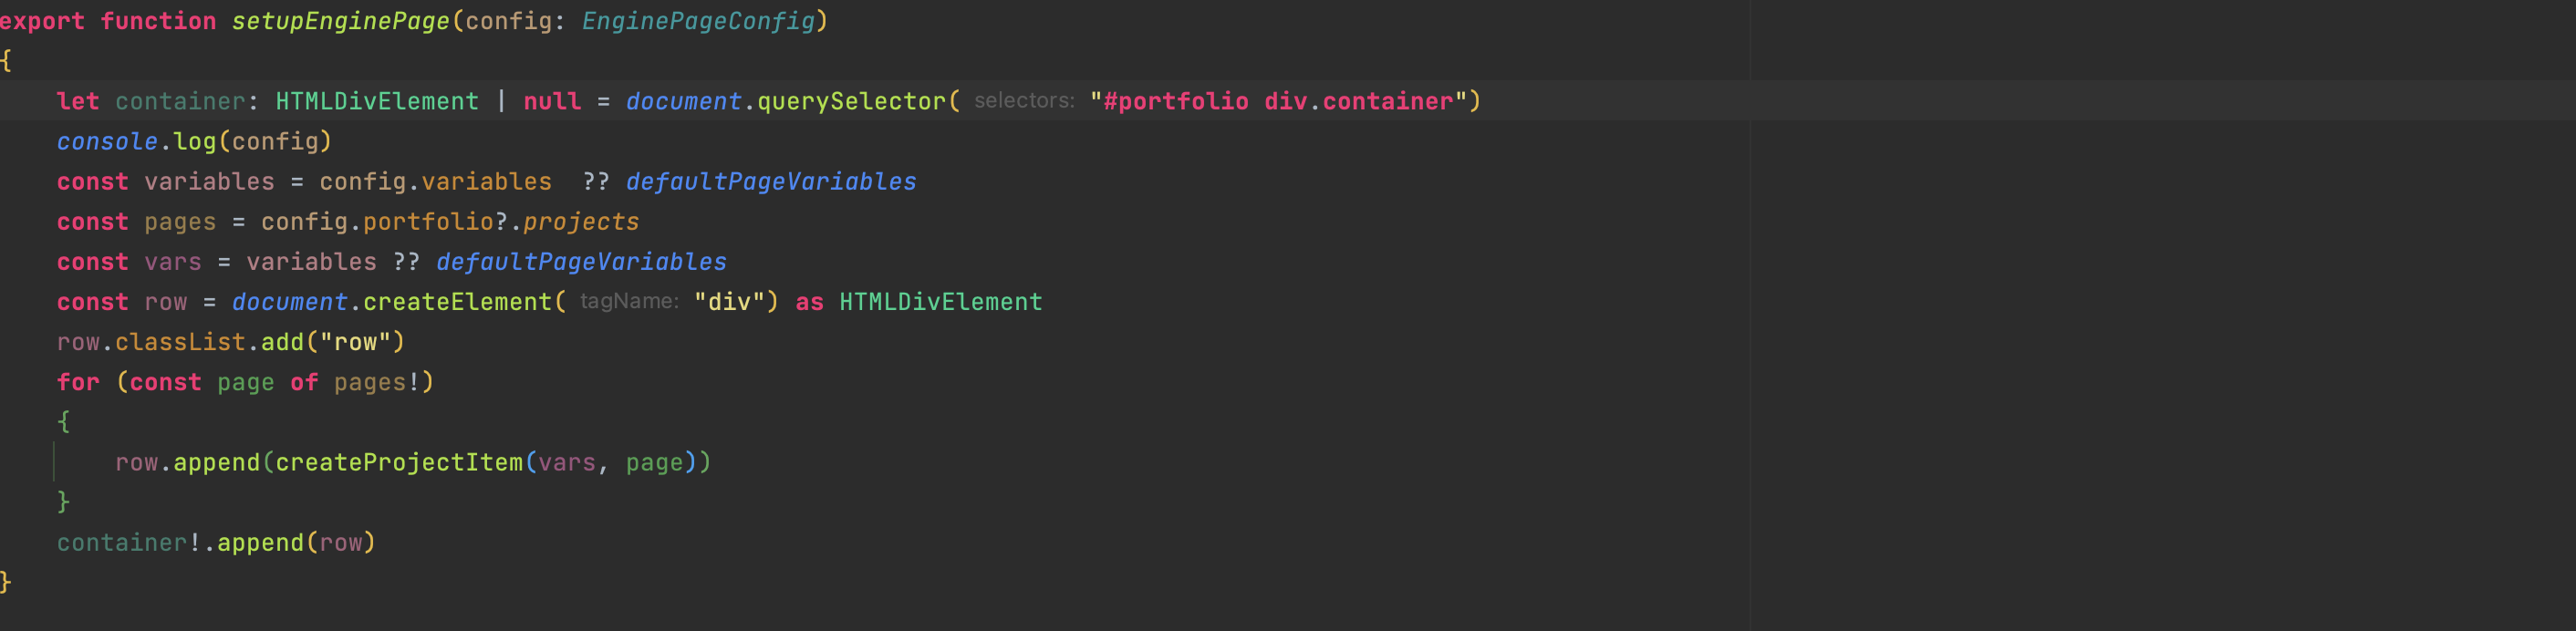 export function setupEnginePage(config: EnginePageConfig)
{
    let container: HTMLDivElement | null = document.querySelector( selectors: "#portfolio div.container")
    console.log(config)
    const variables = config.variables  ?? defaultPageVariables
    const pages = config.portfolio?.projects
    const vars = variables ?? defaultPageVariables
    const row = document.createElement( tagName: "div") as HTMLDivElement
    row.classList.add("row")
    for (const page of pages!)
    {
        row.append(createProjectItem(vars, page))
    }
    container!.append(row)
}